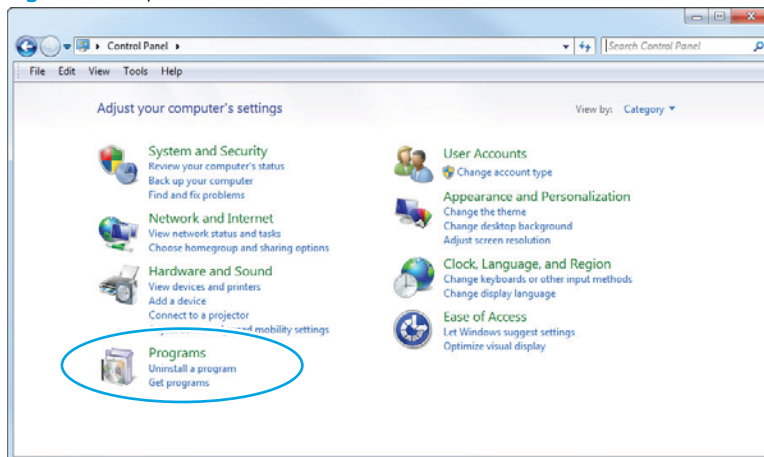 Control Panel
Search Control Panel
File Edit View Tools Help
Adjust your computer's settings
View by: Category
System and Security
Review your computer's status
Back up your computer
Find and fix problems
Network and Internet
View network status and tasks
Choose homegroup and sharing options
Hardware and Sound
View devices and printers
Add a device
Connect to a projector
mobility settings
Programs
Uninstall a program
Get programs
User Accounts
Change account type
Appearance and Personalization
Change the theme
Change desktop background
Adjust screen resolution
Clock, Language, and Region
Change keyboards or other input methods
Change display language
Ease of Access
Let Windows suggest settings
Optimize visual display